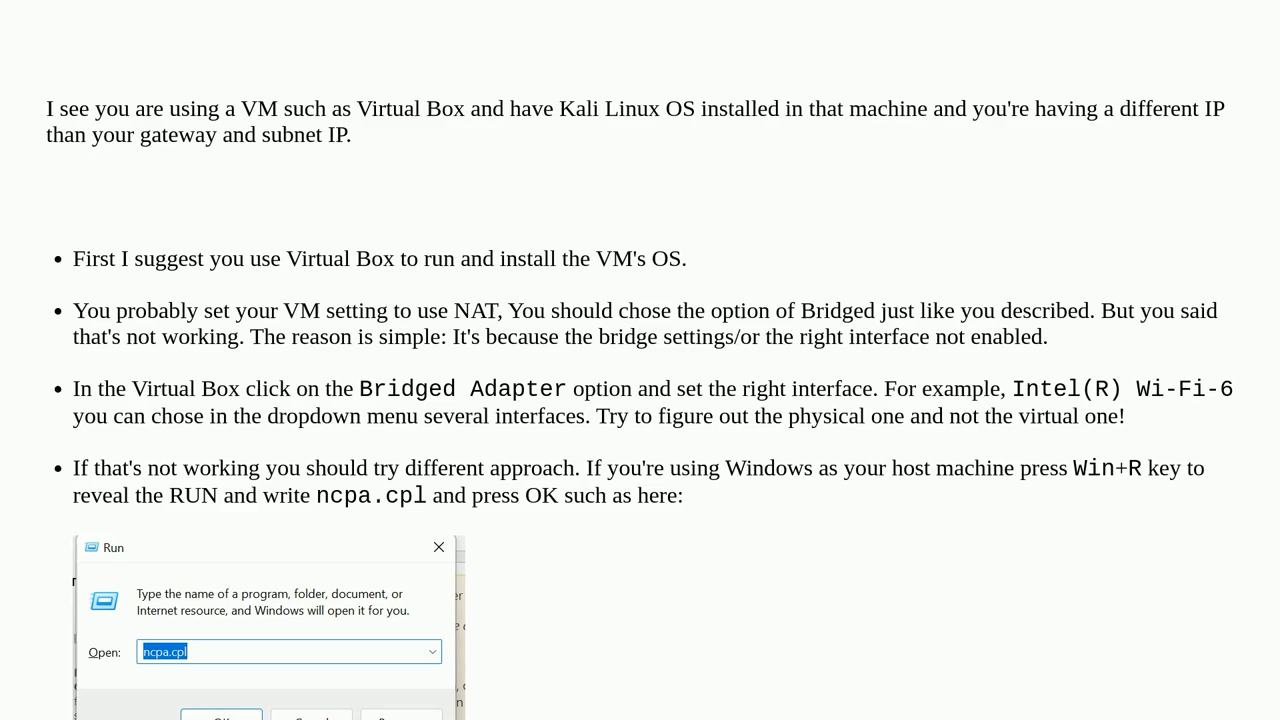 I see you are using a VM such as Virtual Box and have Kali Linux OS installed in that machine and you're having a different IP
than your gateway and subnet IP.
• First I suggest you use Virtual Box to run and install the VM's OS.
• You probably set your VM setting to use NAT, You should chose the option of Bridged just like you described. But you said
that's not working. The reason is simple: It's because the bridge settings/or the right interface not enabled.
• In the Virtual Box click on the Bridged Adapter option and set the right interface. For example, Intel(R) Wi-Fi-6
you can chose in the dropdown menu several interfaces. Try to figure out the physical one and not the virtual one!
• If that's not working you should try different approach. If you're using Windows as your host machine press Win+R key to
reveal the RUN and write ncpa.cpl and press OK such as here:
Run
Type the name of a program, folder, document, or
Internet resource, and Windows will open it for you.
Open: ncpa.cpl